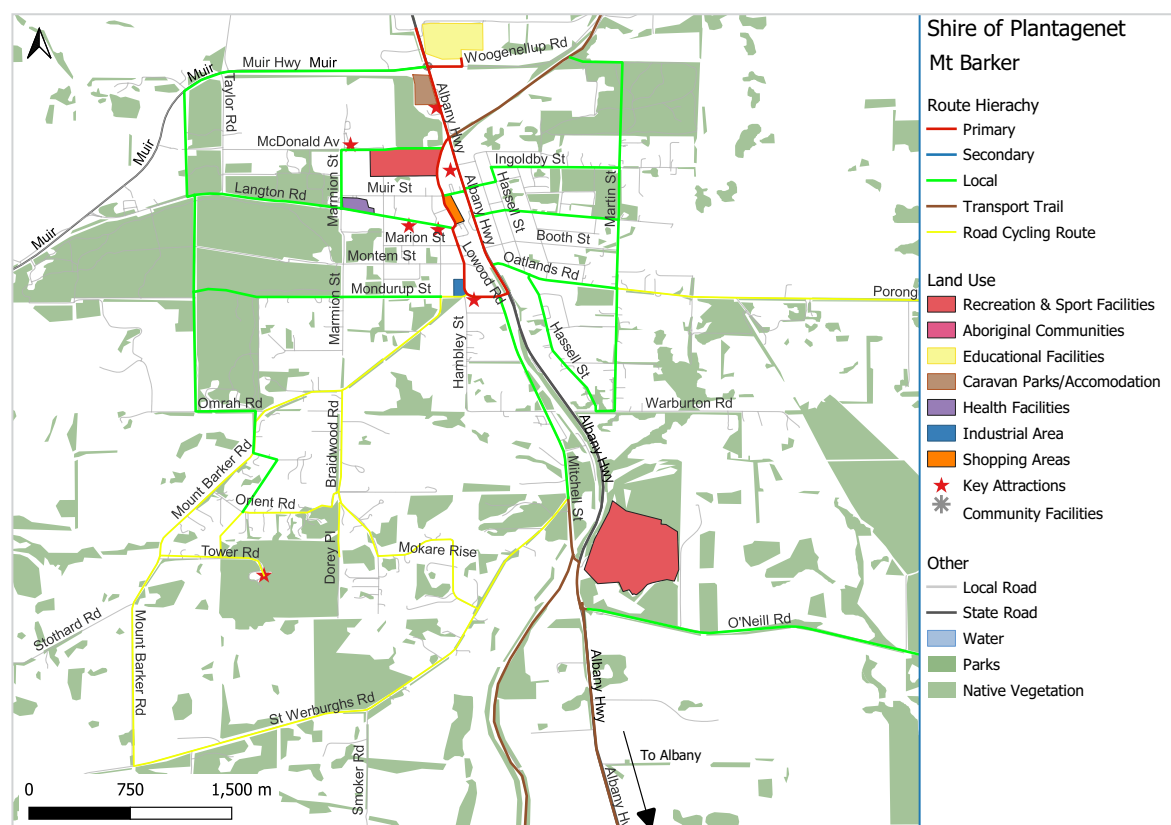 Shire of Plantagenet
Mt Barker
Route Hierachy
Primary
Secondary
Local
Transport Trail
Road Cycling Route
Land Use
Recreation & Sport Facilities
Aboriginal Communities
Educational Facilities
Caravan Parks/Accomodation
Health Facilities
Industrial Area
Shopping Areas
Key Attractions
Community Facilities
Other
Local Road
State Road
Water
Parks
Native Vegetation
Woogenellup Rd
Muir Hwy
Muir
Muir
Taylor Rd
Albany Hwy
Muir
McDonald Av
Ingoldby St
Marmion St
Muir St
Langton Rd
Hassell St
Martin St
Albany Hwy
Muir
Marion St
Booth St
Montem St
Lowood Rd
Oatlands Rd
Mondurup St
Porong
Marmion St
Hambley St
Hassell St
Omrah Rd
Warburton Rd
Braidwood Rd
Albany Hwy
Mount Barker Rd
Mitchell St
Orient Rd
Tower Rd
Dorey Pl
Mokare Rise
Stothard Rd
Mount Barker Rd
O'Neill Rd
Albany Hwy
St Werburghs Rd
Smoker Rd
To Albany
Albany Hw
0 750 1,500 m